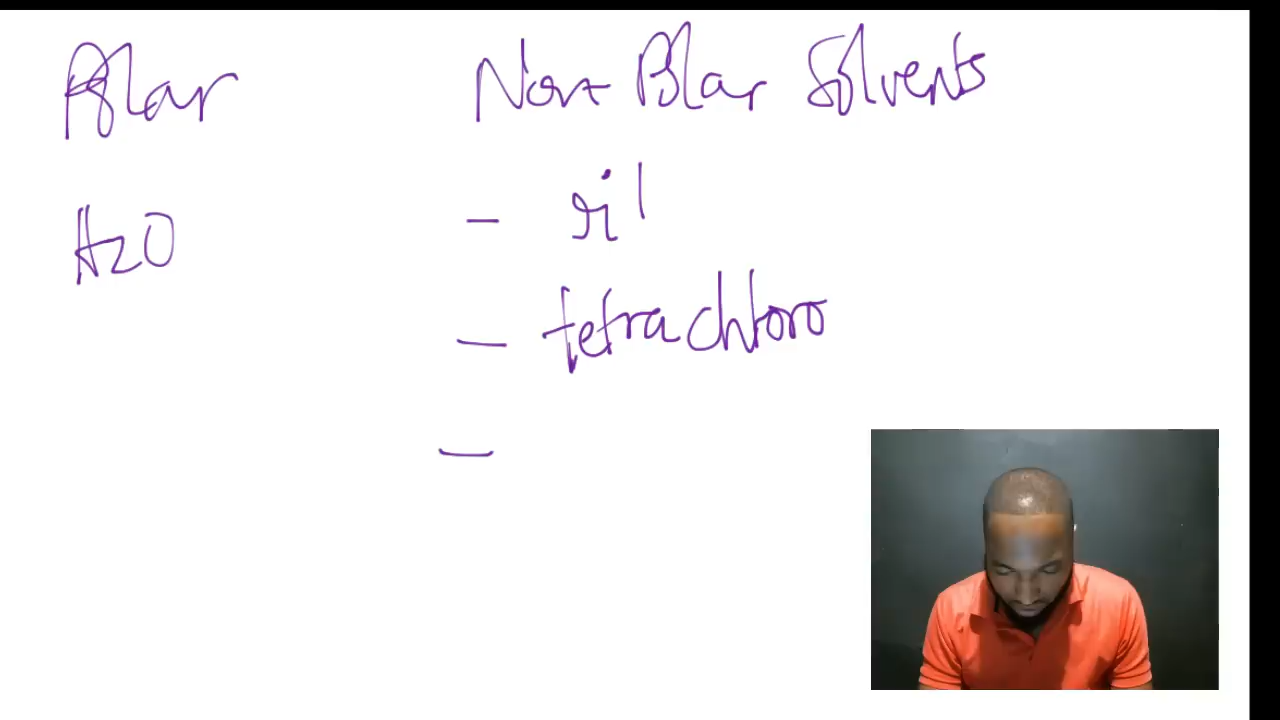 Polar Non-Polar Solvents
H2O - oil
- tetrachloro
-